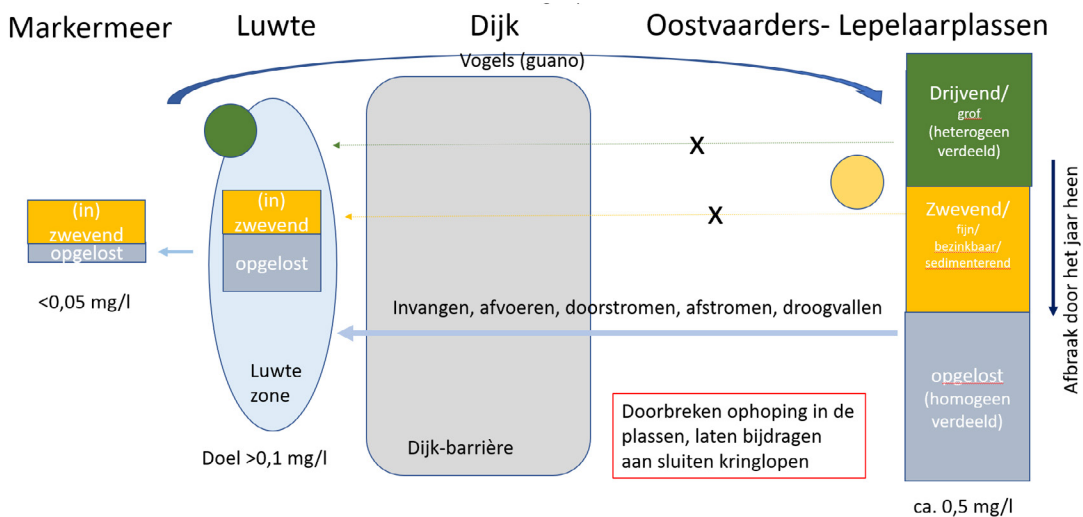 Markermeer
Luwte
Dijk
Oostvaarders- Lepelaarplassen
Vogels (guano)
Drijvend/
grof
(heterogeen
verdeeld)
X
X
Zwevend/
fijn/
bezinkbaar/
sedimenterend
(in)
zwevend
opgelost
<0,05 mg/l
(in)
zwevend
opgelost
Luwte
zone
Doel >0,1 mg/l
Invangen, afvoeren, doorstromen, afstromen, droogvallen
Dijk-barrière
Doorbreken ophoping in de
plassen, laten bijdragen
aan sluiten kringlopen
opgelost
(homogeen
verdeeld)
ca. 0,5 mg/l
Afbraak door het jaar heen